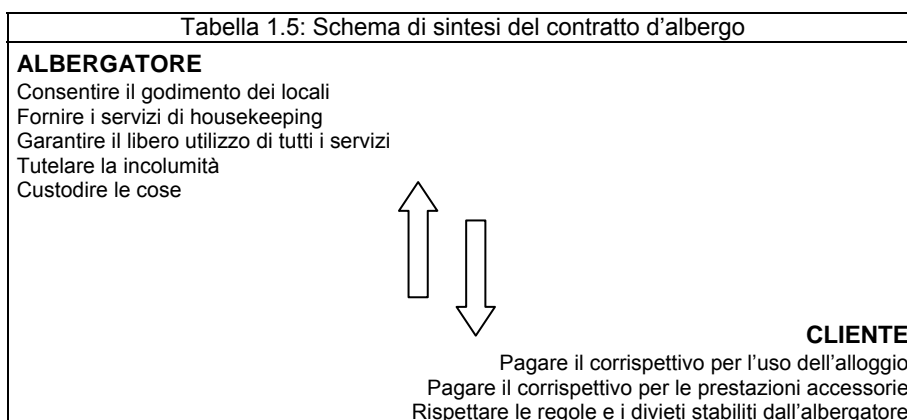 Tabella 1.5: Schema di sintesi del contratto d'albergo
ALBERGATORE
Consentire il godimento dei locali
Fornire i servizi di housekeeping
Garantire il libero utilizzo di tutti i servizi
Tutelare la incolumità
Custodire le cose
CLIENTE
Pagare il corrispettivo per l'uso dell'alloggio
Pagare il corrispettivo per le prestazioni accessorie
Rispettare le regole e i divieti stabiliti dall'albergatore